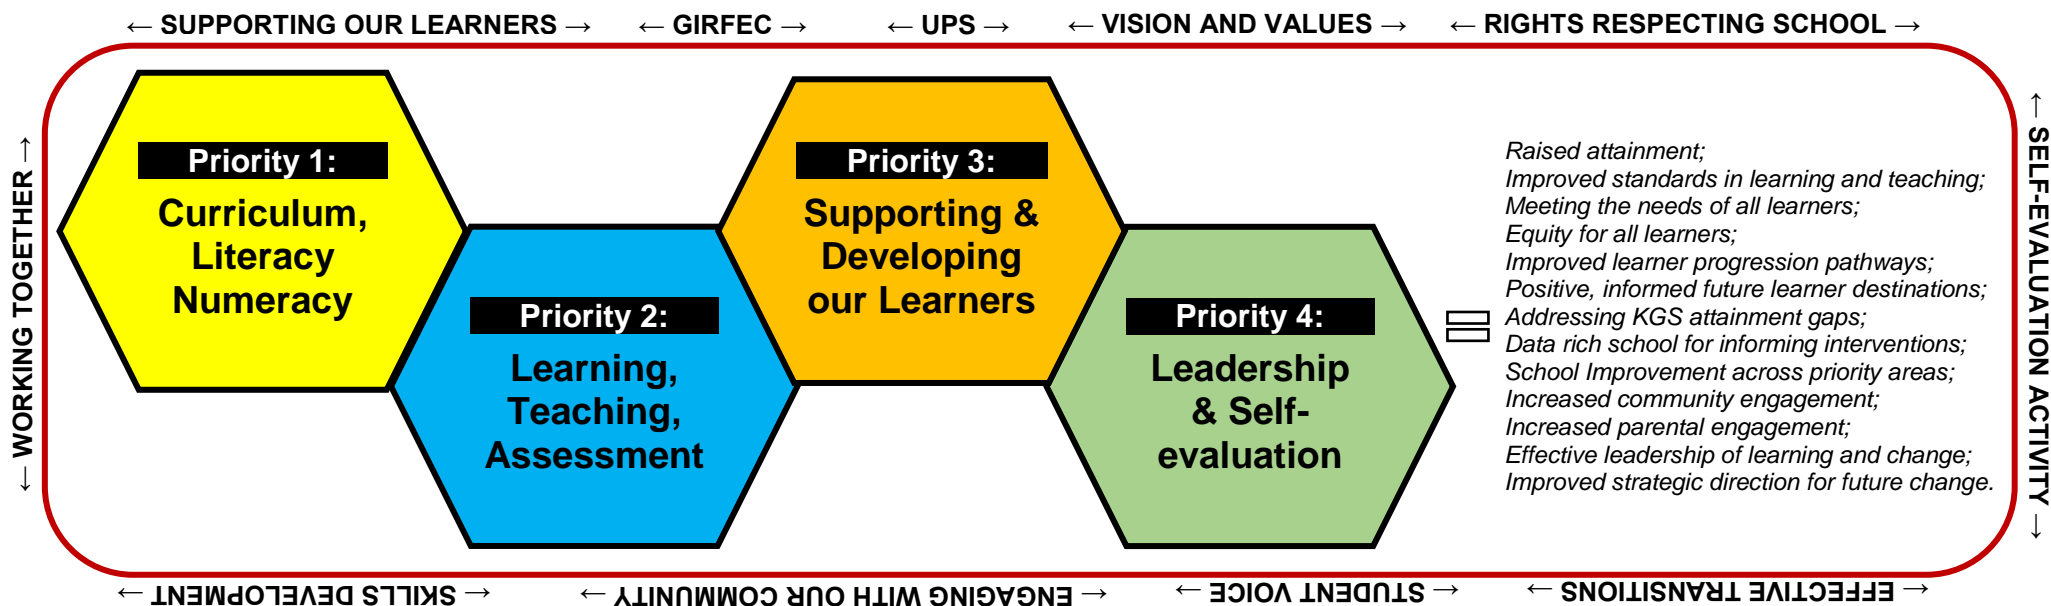 ← SUPPORTING OUR LEARNERS → ← GIRFEC → ← UPS → ← VISION AND VALUES → ← RIGHTS RESPECTING SCHOOL →
← WORKING TOGETHER →
Priority 1:
Curriculum,
Literacy
Numeracy
Priority 2:
Learning,
Teaching,
Assessment
Priority 3:
Supporting &
Developing
our Learners
Priority 4:
Leadership
& Self-
evaluation
=
Raised attainment;
Improved standards in learning and teaching;
Meeting the needs of all learners;
Equity for all learners;
Improved learner progression pathways;
Positive, informed future learner destinations;
Addressing KGS attainment gaps;
Data rich school for informing interventions;
School Improvement across priority areas;
Increased community engagement;
Increased parental engagement;
Effective leadership of learning and change;
Improved strategic direction for future change.
← SELF-EVALUATION ACTIVITY →
← EFFECTIVE TRANSITIONS → ← STUDENT VOICE → ← ENGAGING WITH OUR COMMUNITY → ← SKILLS DEVELOPMENT →